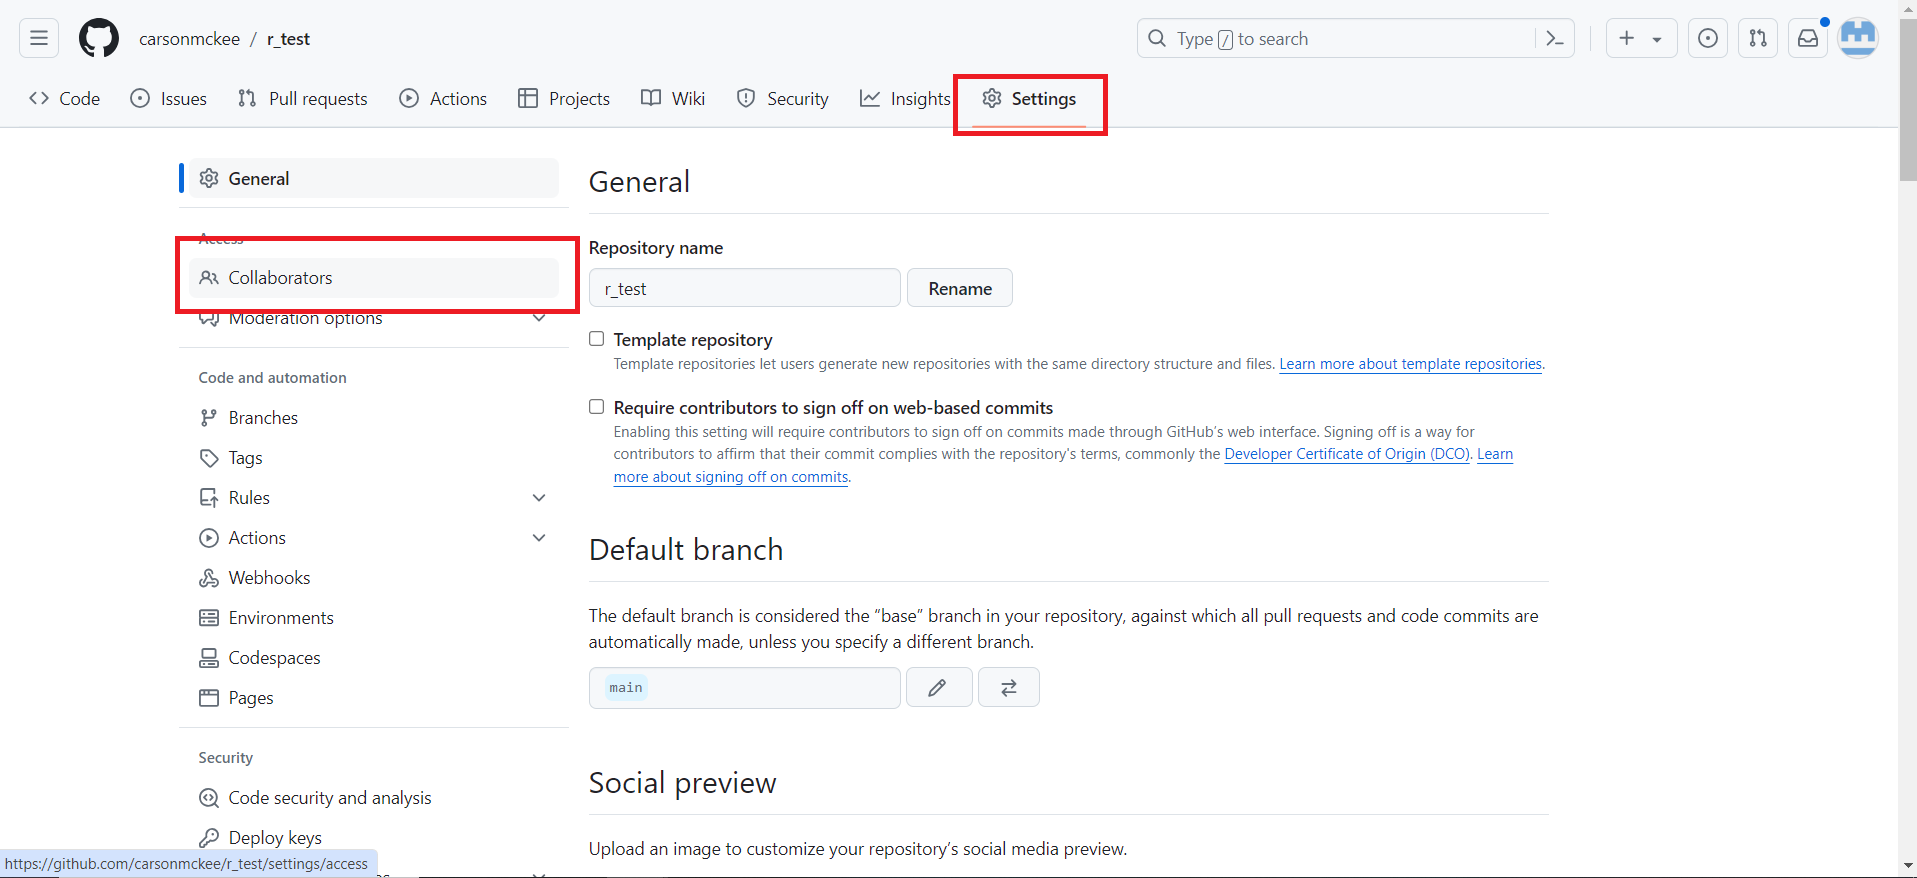 carsonmckee / r_test
Type / to search
Code Issues Pull requests Actions Projects Wiki Security Insights Settings
General
Access
Collaborators
Moderation options
Code and automation
Branches
Tags
Rules
Actions
Webhooks
Environments
Codespaces
Pages
Security
Code security and analysis
Deploy keys
https://github.com/carsonmckee/r_test/settings/access
General
Repository name
r_test Rename
Template repository
Template repositories let users generate new repositories with the same directory structure and files. Learn more about template repositories.
Require contributors to sign off on web-based commits
Enabling this setting will require contributors to sign off on commits made through GitHub's web interface. Signing off is a way for
contributors to affirm that their commit complies with the repository's terms, commonly the Developer Certificate of Origin (DCO). Learn
more about signing off on commits.
Default branch
The default branch is considered the “base” branch in your repository, against which all pull requests and code commits are
automatically made, unless you specify a different branch.
main
Social preview
Upload an image to customize your repository’s social media preview.